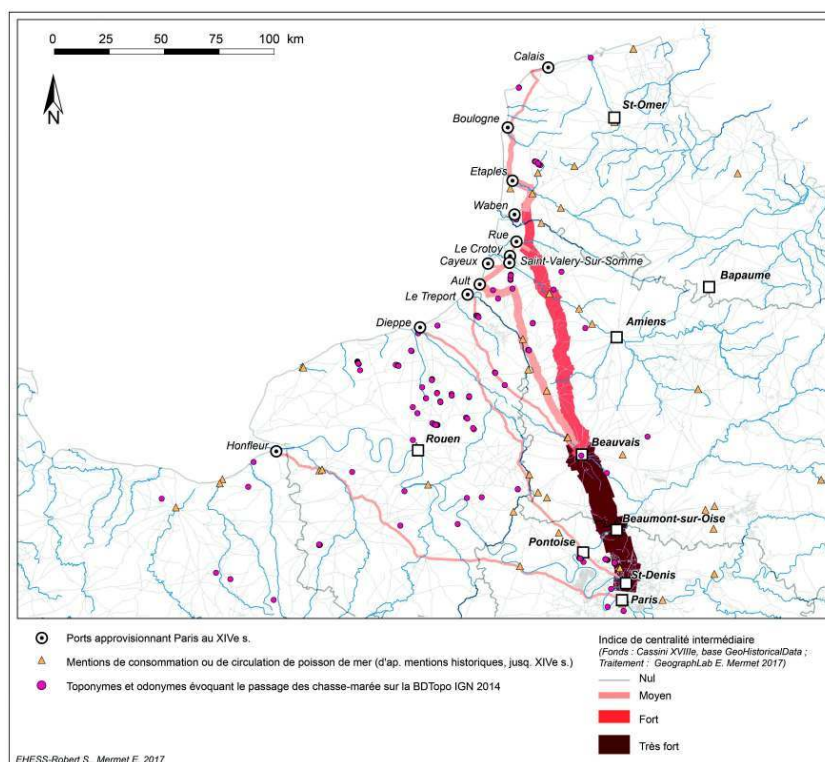 0 25 50 100 km
N
Calais
St-Omer
Boulogne
Etaples
Waben
Rue
Le Crotoy
Cayeux
Saint-Valery-Sur-Somme
Ault
Le Treport
Bapaume
Dieppe
Amiens
Rouen
Honfleur
Beauvais
Beaumont-sur-Oise
Pontoise
St-Denis
Paris
Ports approvisionnant Paris au XIVe s.
Mentions de consommation ou de circulation de poisson de mer (d'ap. mentions historiques, jusq. XIVe s.)
Toponymes et odonymes évoquant le passage des chasse-marée sur la BDTopo IGN 2014
Indice de centralité intermédiaire
(Fonds : Cassini XVIIIe, base GeoHistoricalData ;
Traitement : GeographLab E. Mermet 2017)
Nul
Moyen
Fort
Très fort
EHESS-Robert S., Mermet E. 2017